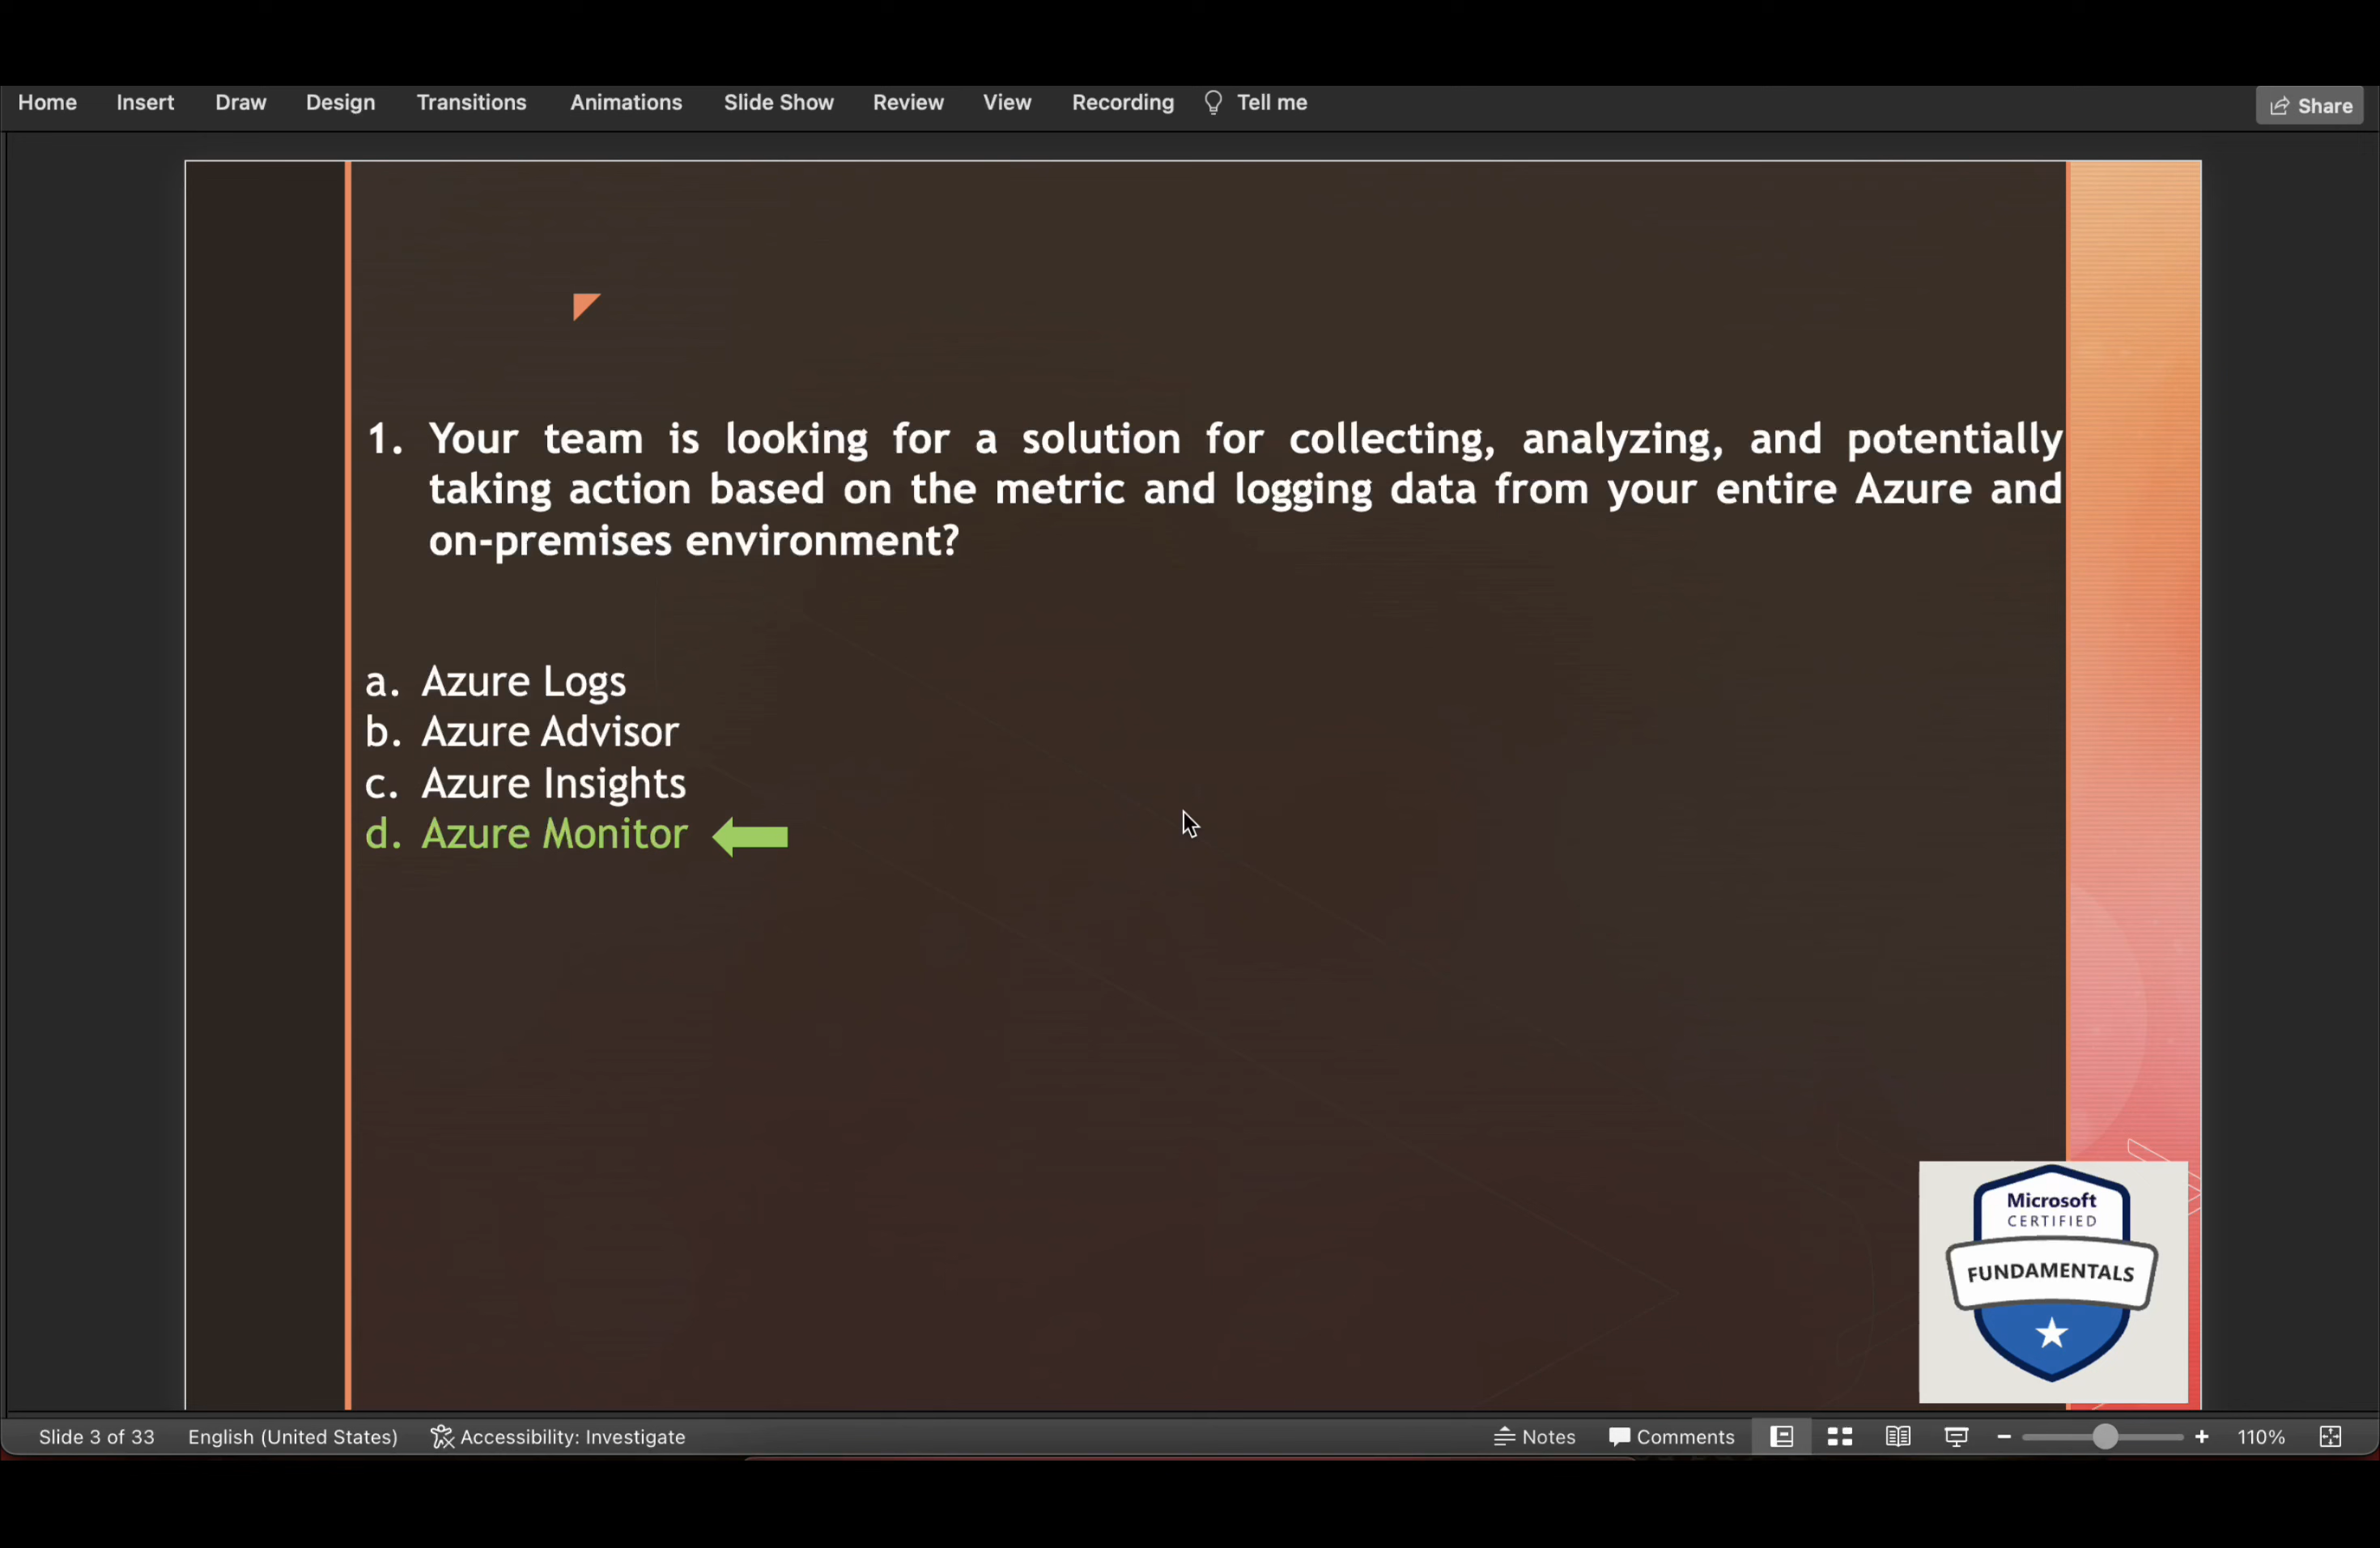 Home Insert Draw Design Transitions Animations Slide Show Review View Recording Tell me Share
1. Your team is looking for a solution for collecting, analyzing, and potentially
taking action based on the metric and logging data from your entire Azure and
on-premises environment?
a. Azure Logs
b. Azure Advisor
c. Azure Insights
d. Azure Monitor
Microsoft
CERTIFIED
FUNDAMENTALS
Slide 3 of 33 English (United States) Accessibility: Investigate Notes Comments 110%